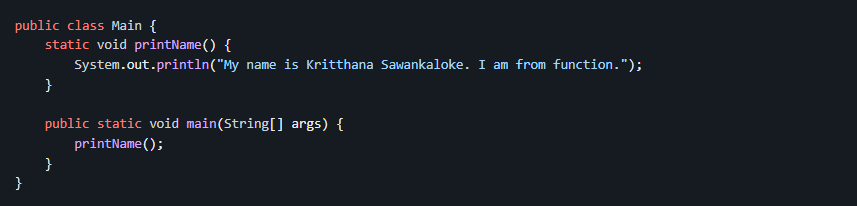 public class Main {
    static void printName() {
        System.out.println("My name is Kritthana Sawankaloke. I am from function.");
    }

    public static void main(String[] args) {
        printName();
    }
}